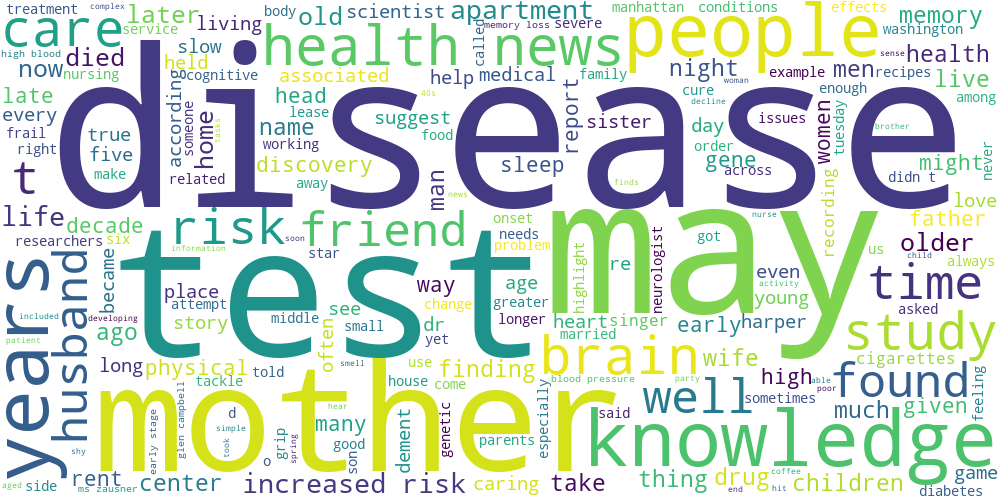 disease
test
may
mother
knowledge
health news
people
care
years
husband
risk
friend
brain
study
time
well
found
t
life
increased risk
died
later
old
apartment
scientist
body
severe
manhattan
conditions
effects
memory
washington
treatment
complex
service
high blood
living
slow
held
now
nursing
cognitive
associated
called
memory loss
help
medical
family
night
cure
woman
example
men
recipes
sense
health
live
late
every
frail
right
true
five
make
according
someone
home
related
head
lease
name
working
discovery
away
tasks
40s
suggest
food
report
sleep
sister
finds
news
man
day
order
decline
issues
gene
across
women
enough
tuesday
might
didn t
brother
among
never
love
father
always
us
recording
decade
researchers
six
became
information
soon
star
needs
onset
problem
nurse
re
highlight
neurologist
got
even
activity
young
child
older
asked
place
attempt
change
way
age
greater
longer
dr
yet
see
small
middle
story
often
ago
included
developing
patient
long
physical
told
tackle
smell
use
come
house
finding
heart
singer
married
early
harper
wife
cigarettes
high
sometimes
able
poor
much
given
feeling
blood pressure
party
said
parents
especially
genetic
dement
many
good
son
grip
spring
hear
o
d
simple
took
glen campbell
early stage
shy
rent
aged
side
ms zausner
center
caring
take
thing
drug
end
hit
coffee
children
game
diabetes